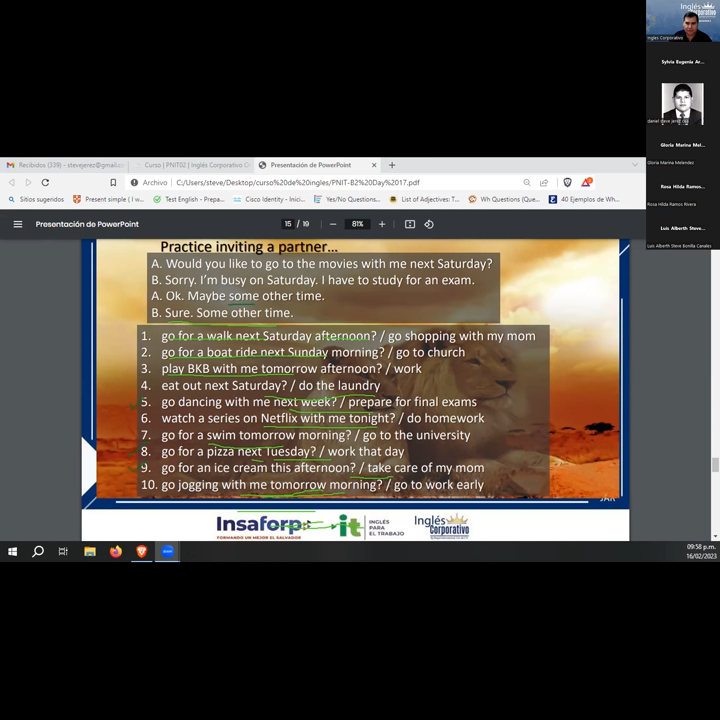 Inglés
Corporativo
Ingles Corporativo
Sylvia Eugenia Ar...
Gloria Marina Mel...
Gloria Marina Melendez
Rosa Hilda Ramos...
Rosa Hilda Ramos Rivera
Luis Alberth Steve...
Luis Alberth Steve Bonilla Canales
Recibidos (339) - stevejerez@gmail.c
Curso | PNIT02 | Inglés Corporativo
Presentación de PowerPoint
Archivo C:/Users/steve/Desktop/curso%20de%20ingles/PNIT-B2%20Day%2017.pdf
Sitios sugeridos Present simple ( I w... Test English - Prepa... Cisco Identity - Inici... Yes/No Questions... List of Adjectives: T... Wh Questions (Que... 40 Ejemplos de Wh...
Presentación de PowerPoint 15 / 19 81%
Practice inviting a partner...
A. Would you like to go to the movies with me next Saturday?
B. Sorry. I'm busy on Saturday. I have to study for an exam.
A. Ok. Maybe some other time.
B. Sure. Some other time.
1. go for a walk next Saturday afternoon? / go shopping with my mom
2. go for a boat ride next Sunday morning? / go to church
3. play BKB with me tomorrow afternoon? / work
4. eat out next Saturday? / do the laundry
5. go dancing with me next week? / prepare for final exams
6. watch a series on Netflix with me tonight? / do homework
7. go for a swim tomorrow morning? / go to the university
8. go for a pizza next Tuesday? / work that day
9. go for an ice cream this afternoon? / take care of my mom
10. go jogging with me tomorrow morning? / go to work early
JAR
Insaforp
FORMANDO UN MEJOR EL SALVADOR
it
INGLÉS
PARA
EL TRABAJO
Inglés
Corporativo
09:58 p.m.
16/02/2023